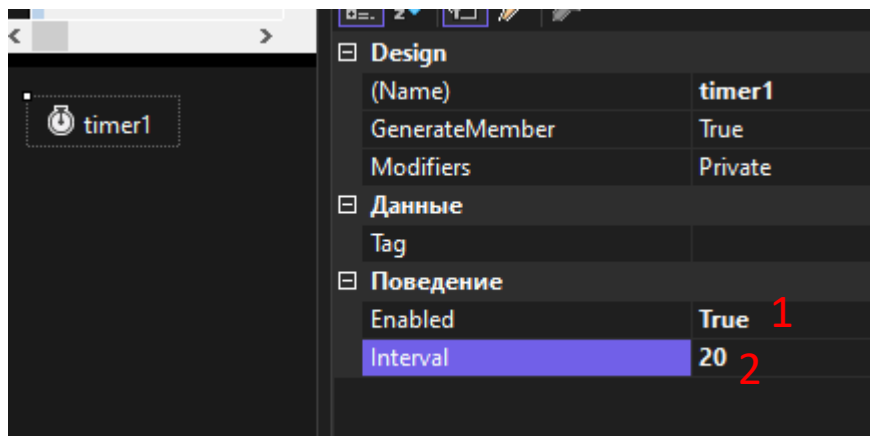 timer1
Design
(Name) timer1
GenerateMember True
Modifiers Private
Данные
Tag
Поведение
Enabled True 1
Interval 20 2